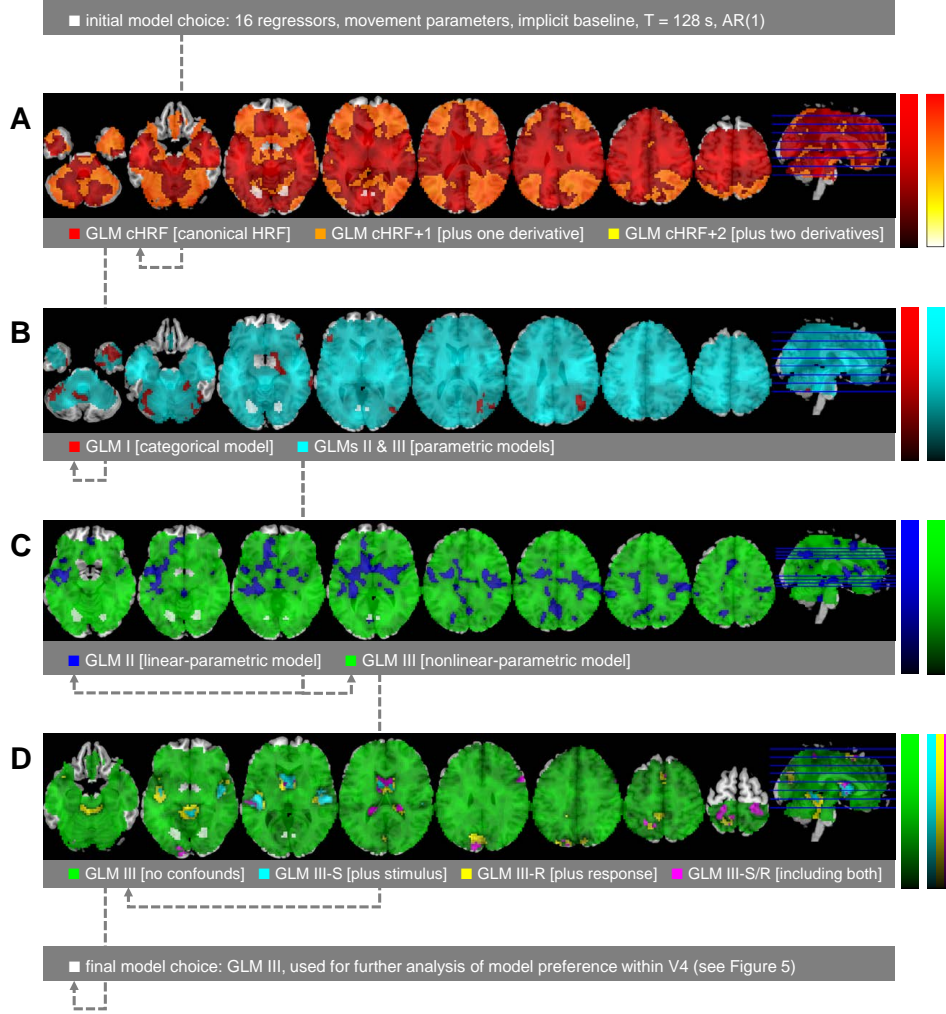 initial model choice: 16 regressors, movement parameters, implicit baseline, T = 128 s, AR(1)
A
GLM cHRF [canonical HRF] GLM cHRF+1 [plus one derivative] GLM cHRF+2 [plus two derivatives]
B
GLM I [categorical model] GLMs II & III [parametric models]
C
GLM II [linear-parametric model] GLM III [nonlinear-parametric model]
D
GLM III [no confounds] GLM III-S [plus stimulus] GLM III-R [plus response] GLM III-S/R [including both]
final model choice: GLM III, used for further analysis of model preference within V4 (see Figure 5)